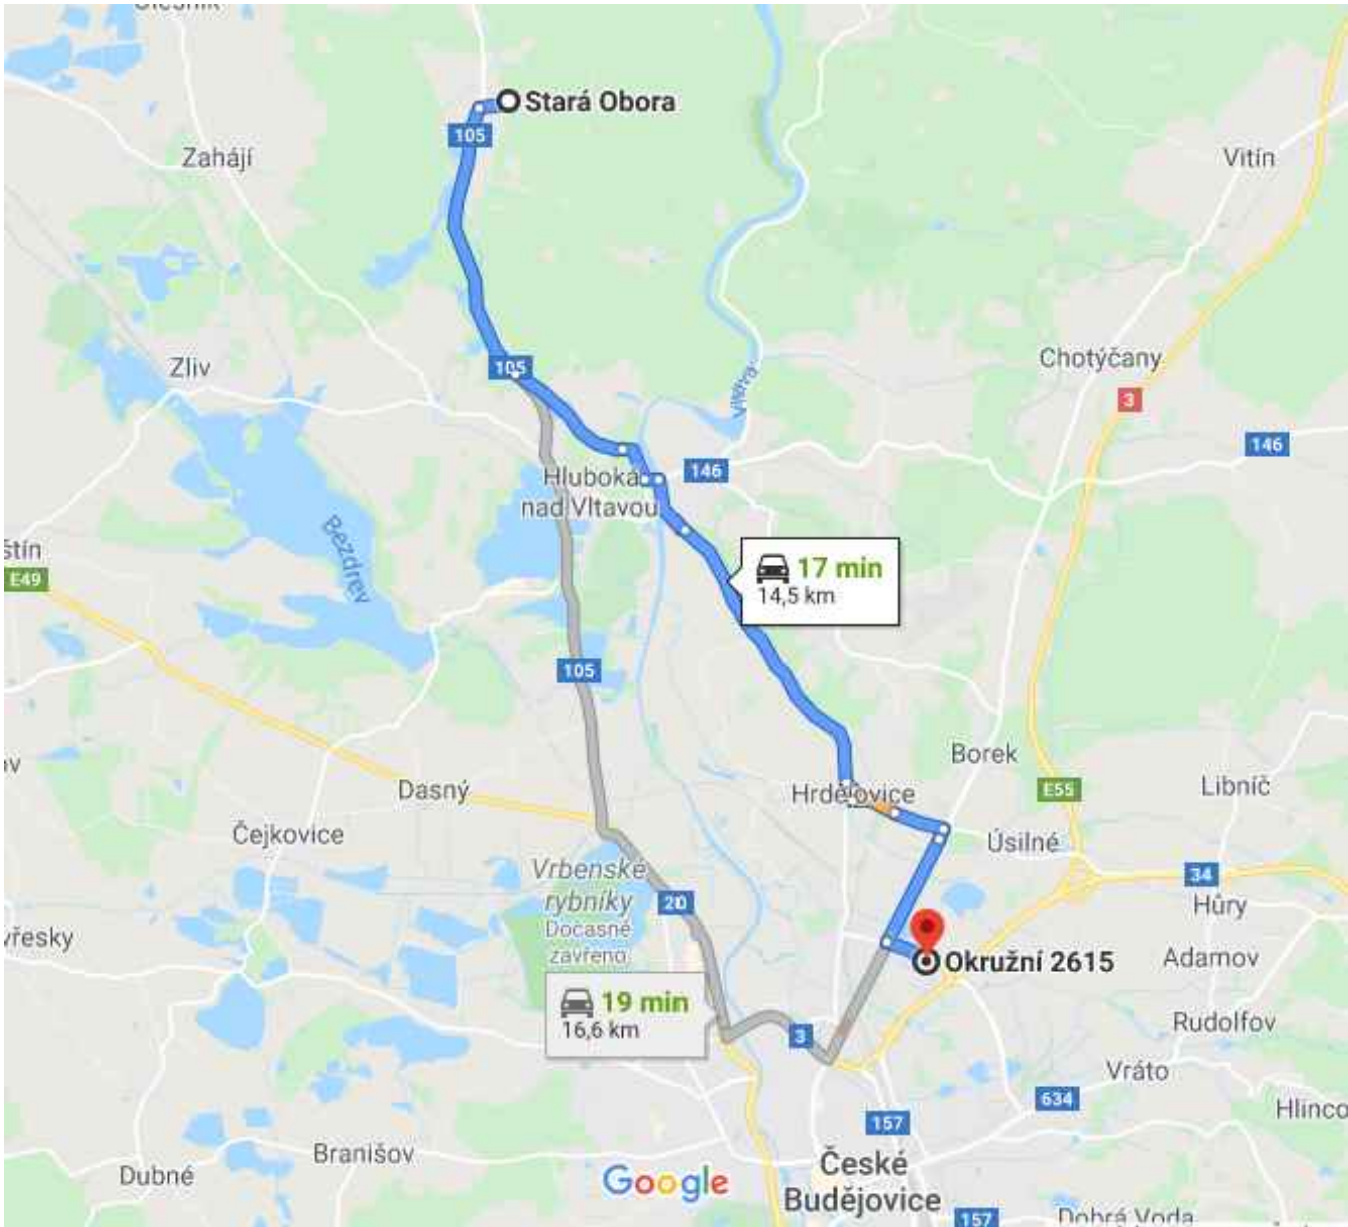 Stará Obora
105
Zahájí
Vitín
105
Zliv
Chotýčany
3
Vltava
146
146
Hluboká
nad Vltavou
Bezdrev
štín
E49
17 min
14,5 km
105
Borek
Dasný
Hrdějovice
E55
Libníč
Čejkovice
Úsilné
Vrbenské
rybníky
Dočasně
zavřeno
20
34
Hůry
Okružní 2615
Adamov
19 min
16,6 km
3
Rudolfov
Vráto
634
157
Hlinco
Branišov
Dubné
Google
České
Budějovice
157
Dobrá Voda